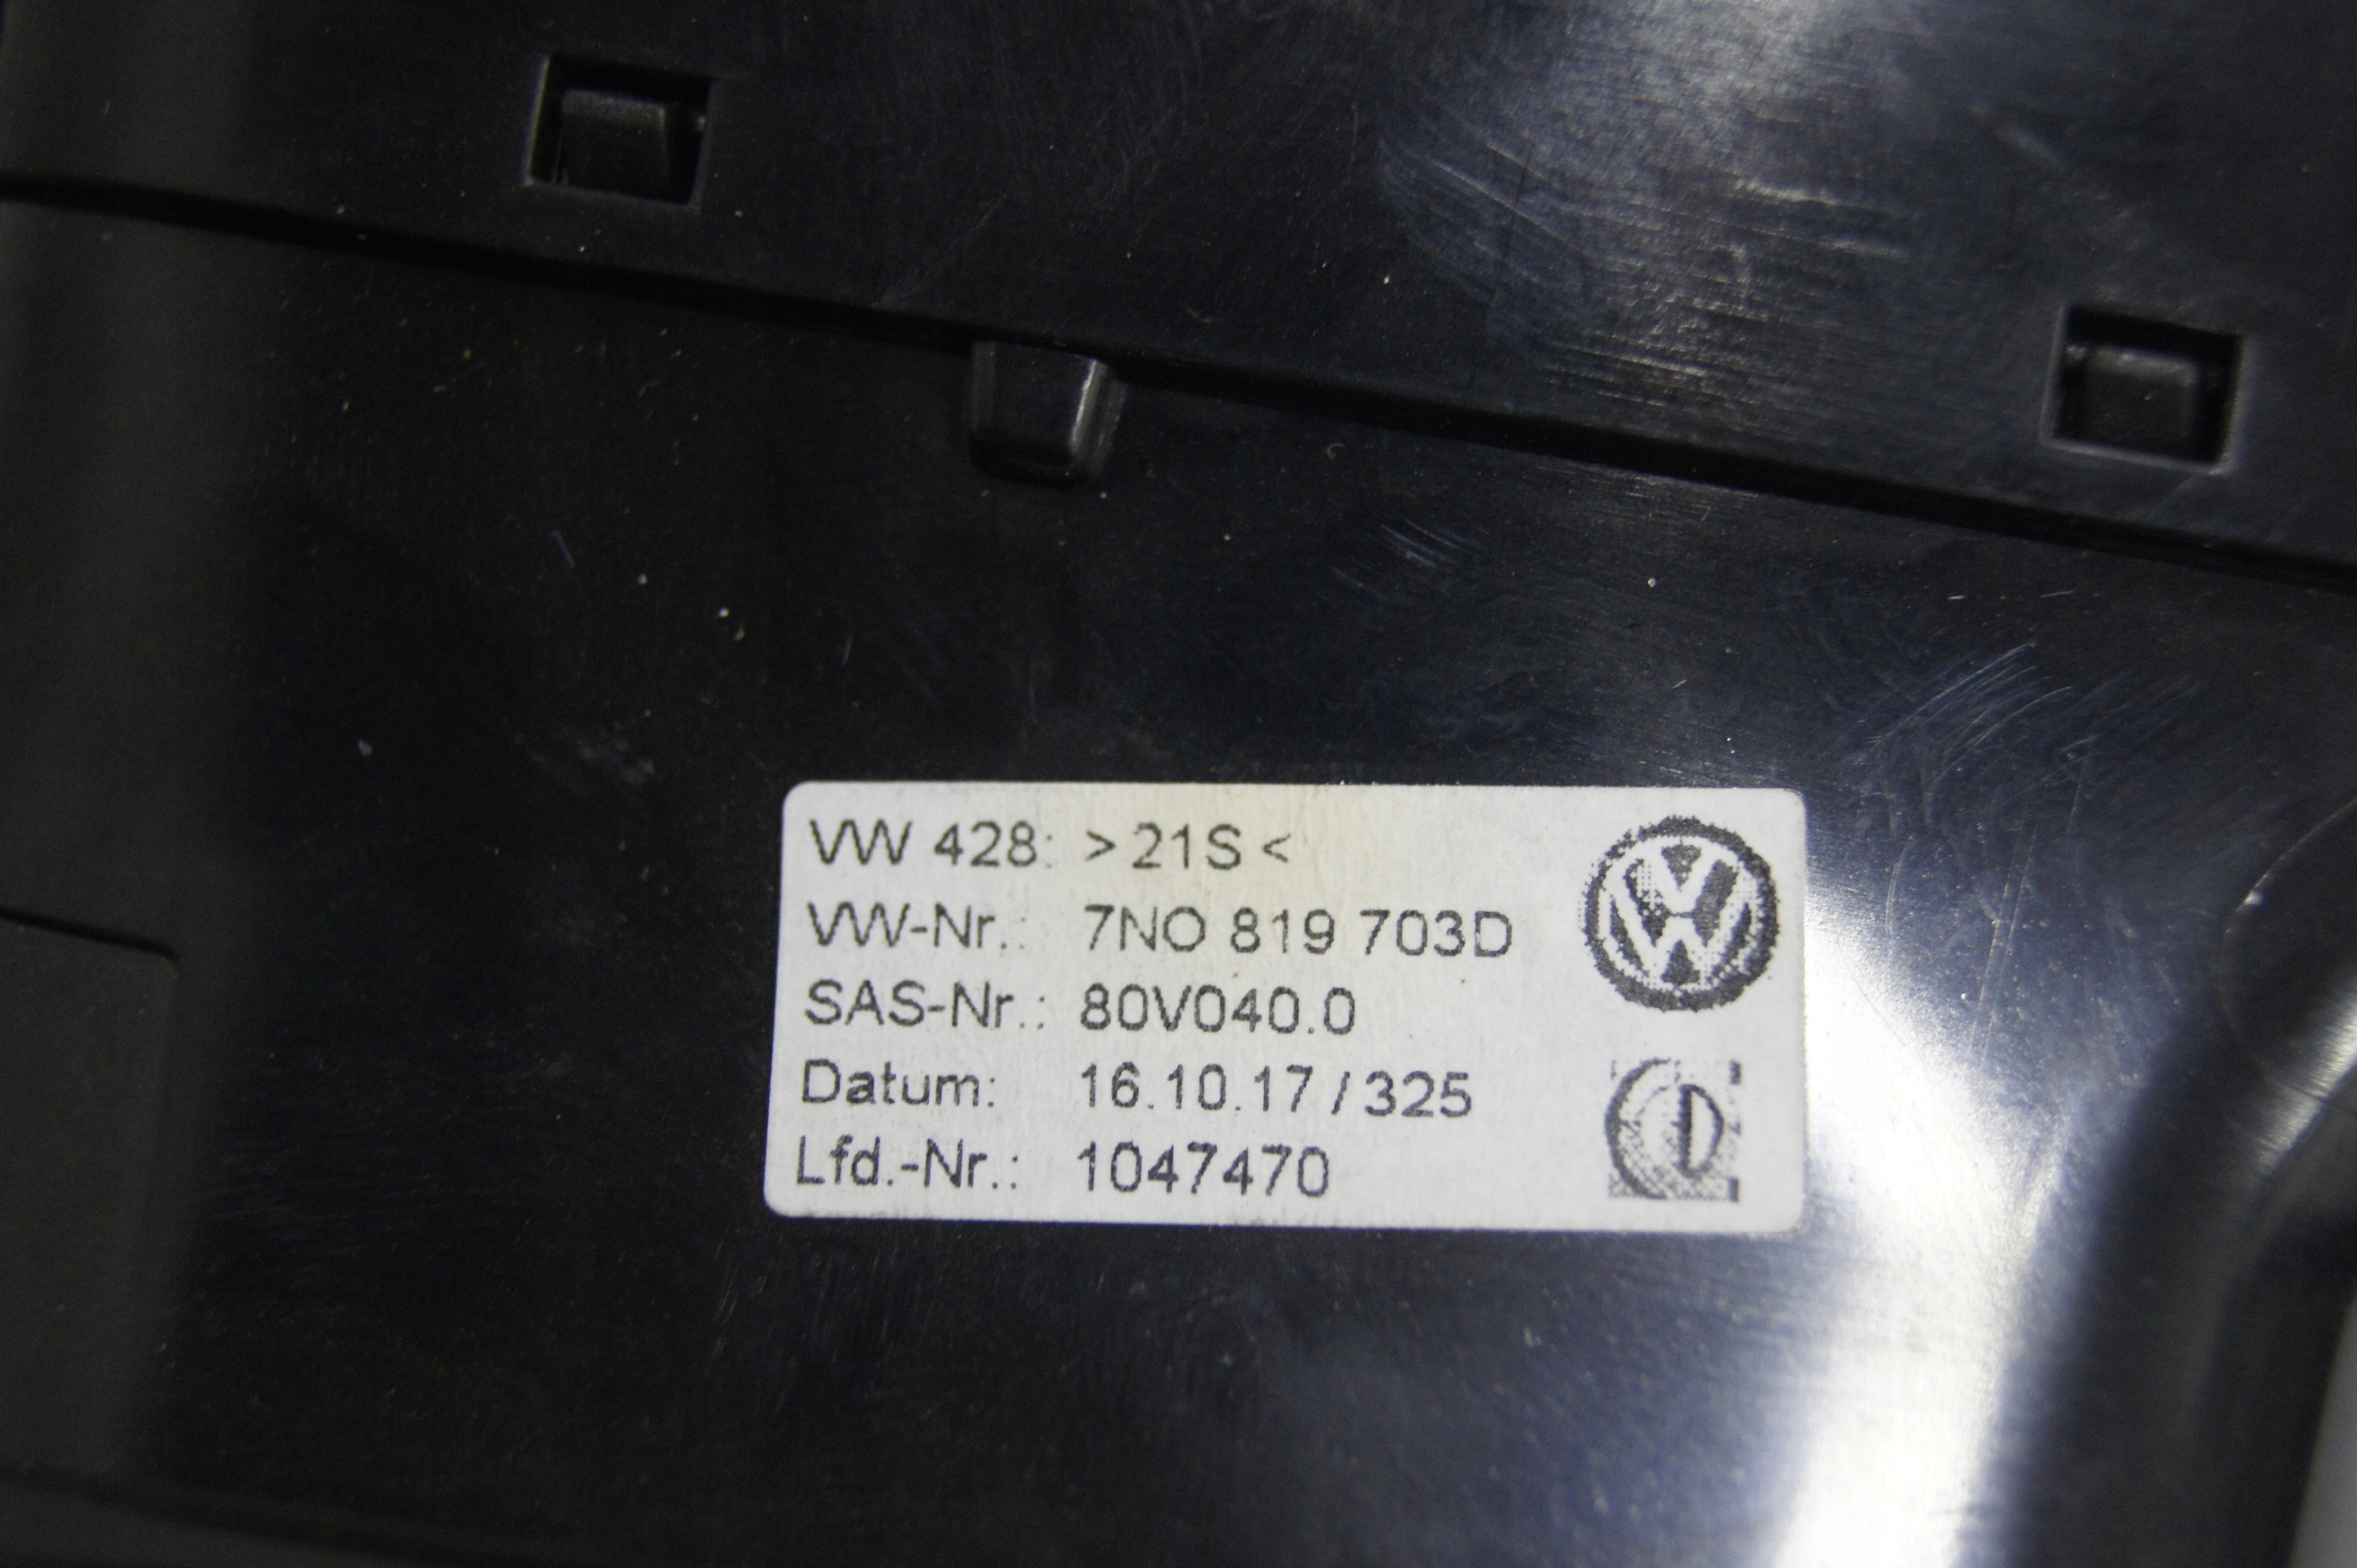 VW 428: >21S<
VW-Nr.: 7NO 819 703D
SAS-Nr.: 80V040.0
Datum: 16.10.17 / 325
Lfd.-Nr.: 1047470